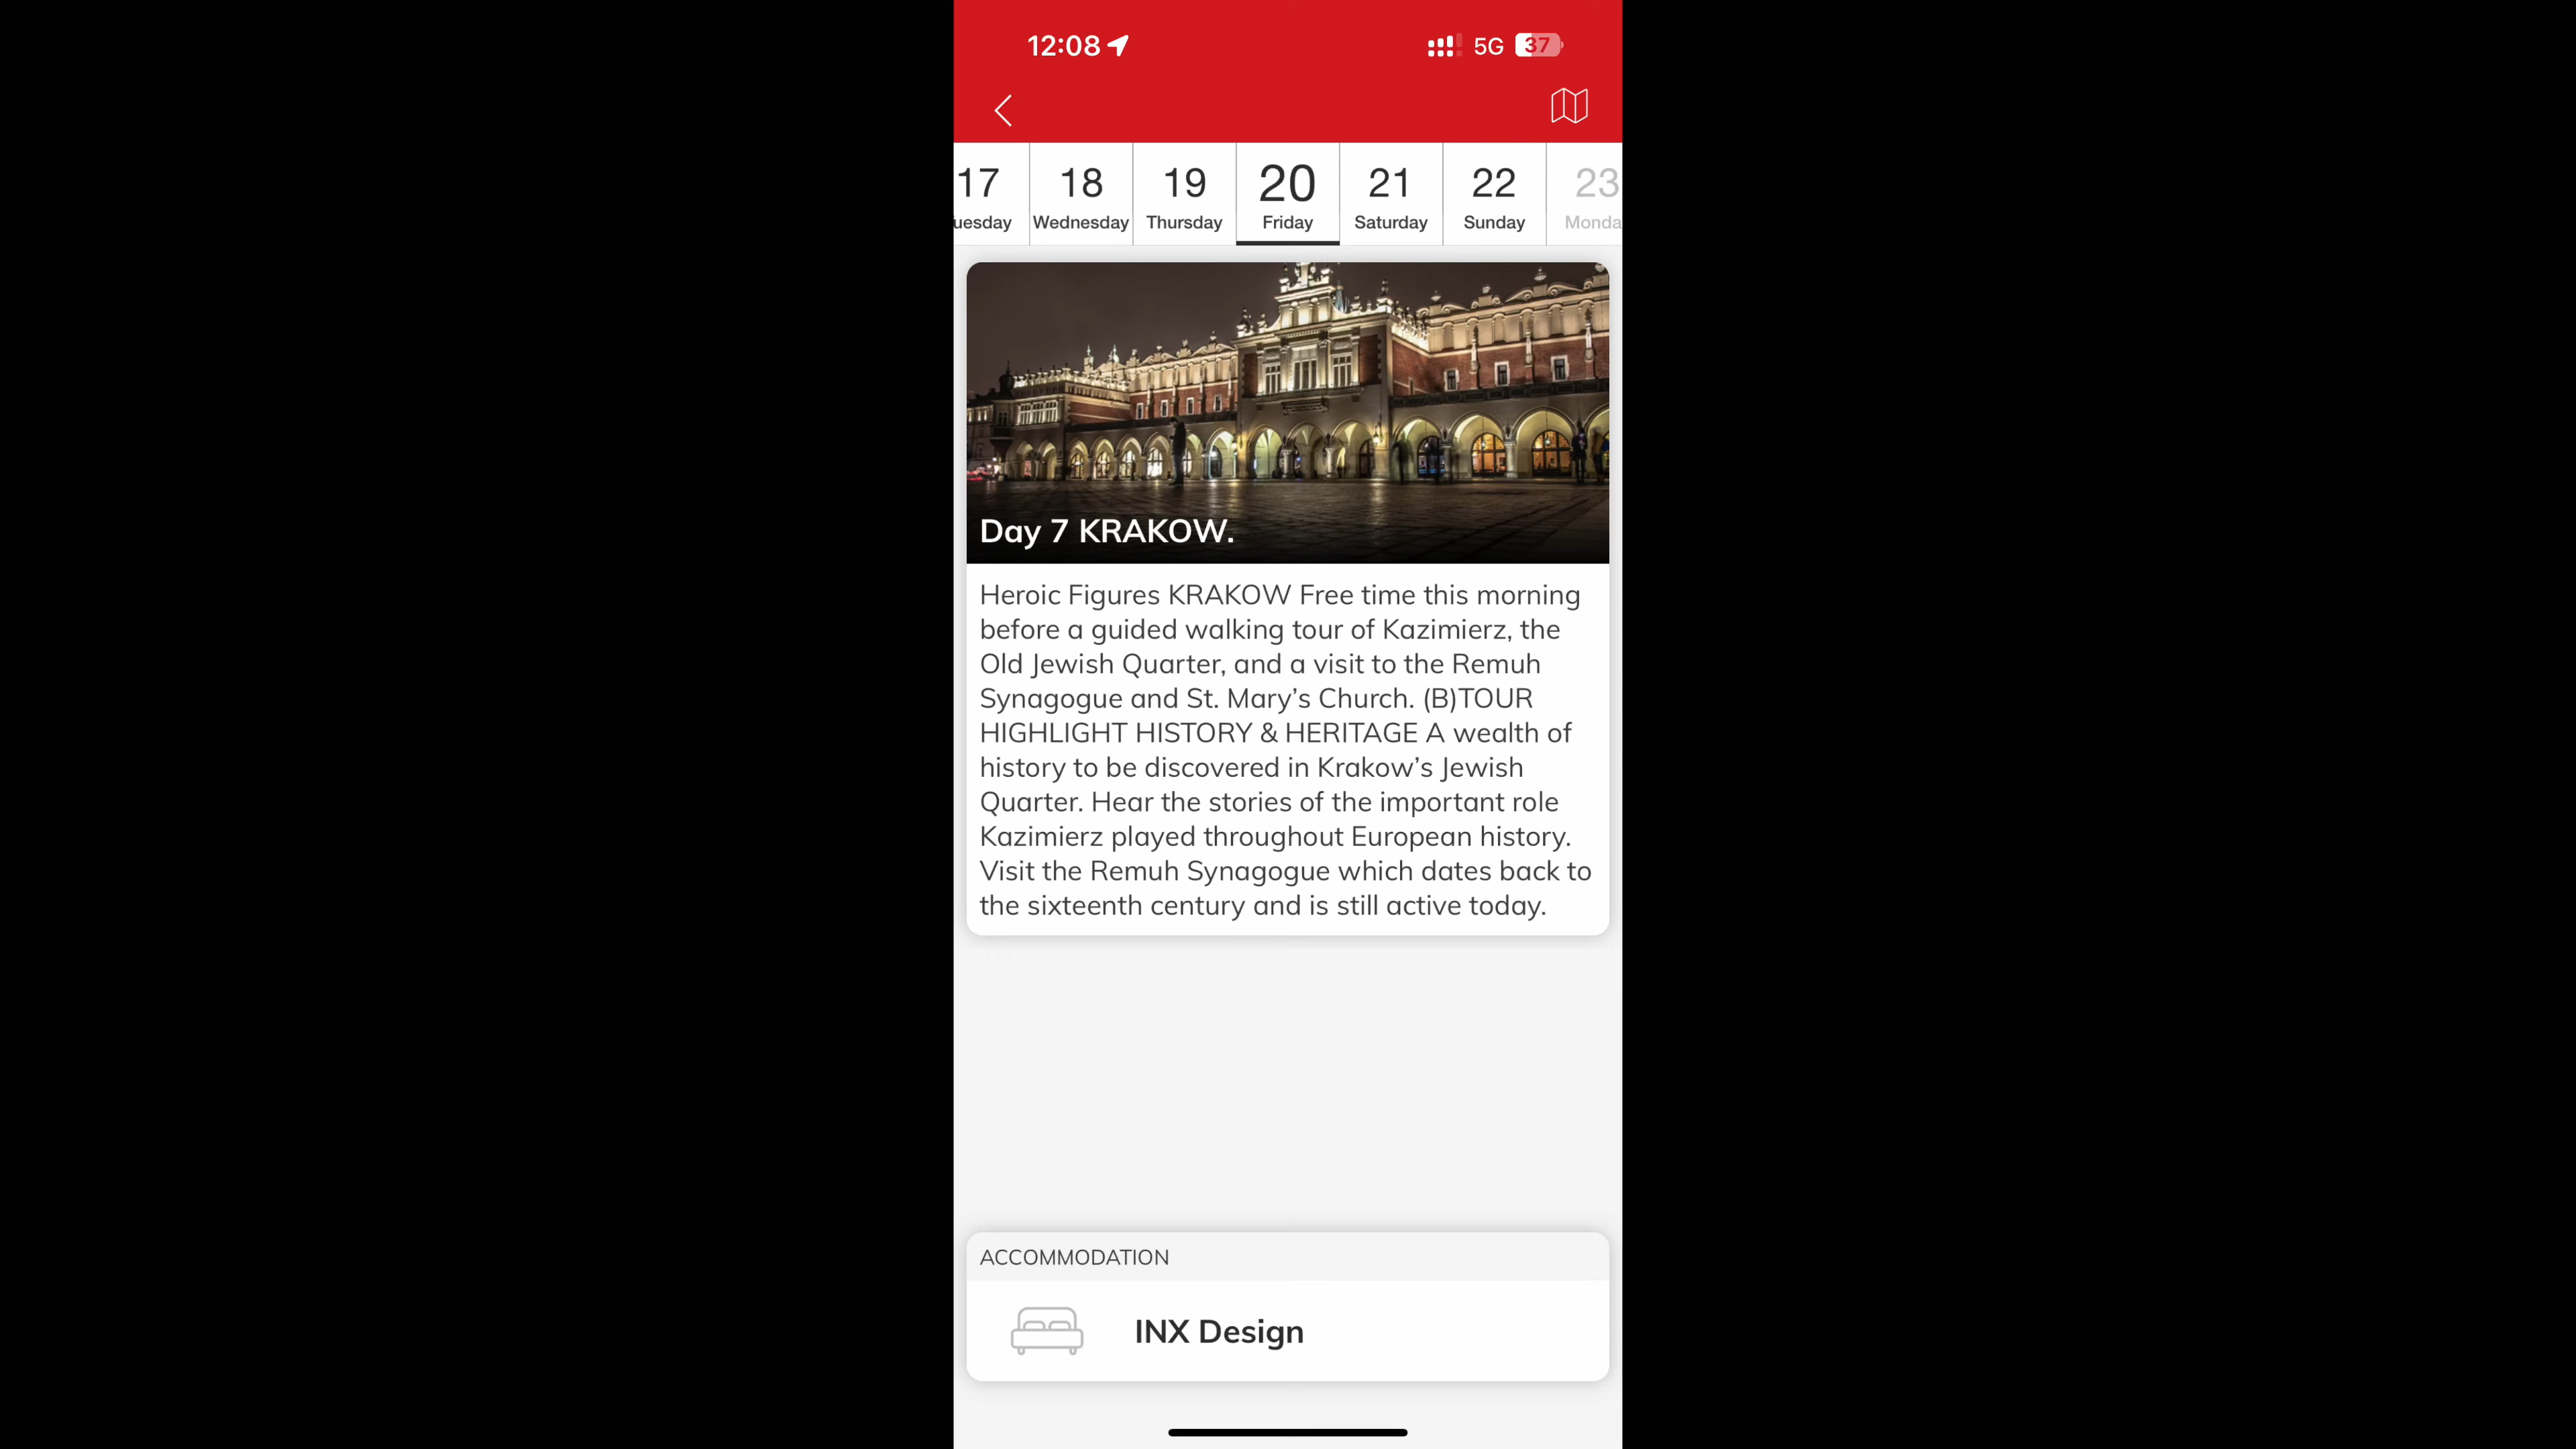 12:08 5G 37
17 18 19 20 21 22 23
uesday Wednesday Thursday Friday Saturday Sunday Monda
Day 7 KRAKOW.
Heroic Figures KRAKOW Free time this morning
before a guided walking tour of Kazimierz, the
Old Jewish Quarter, and a visit to the Remuh
Synagogue and St. Mary’s Church. (B)TOUR
HIGHLIGHT HISTORY & HERITAGE A wealth of
history to be discovered in Krakow’s Jewish
Quarter. Hear the stories of the important role
Kazimierz played throughout European history.
Visit the Remuh Synagogue which dates back to
the sixteenth century and is still active today.
ACCOMMODATION
INX Design